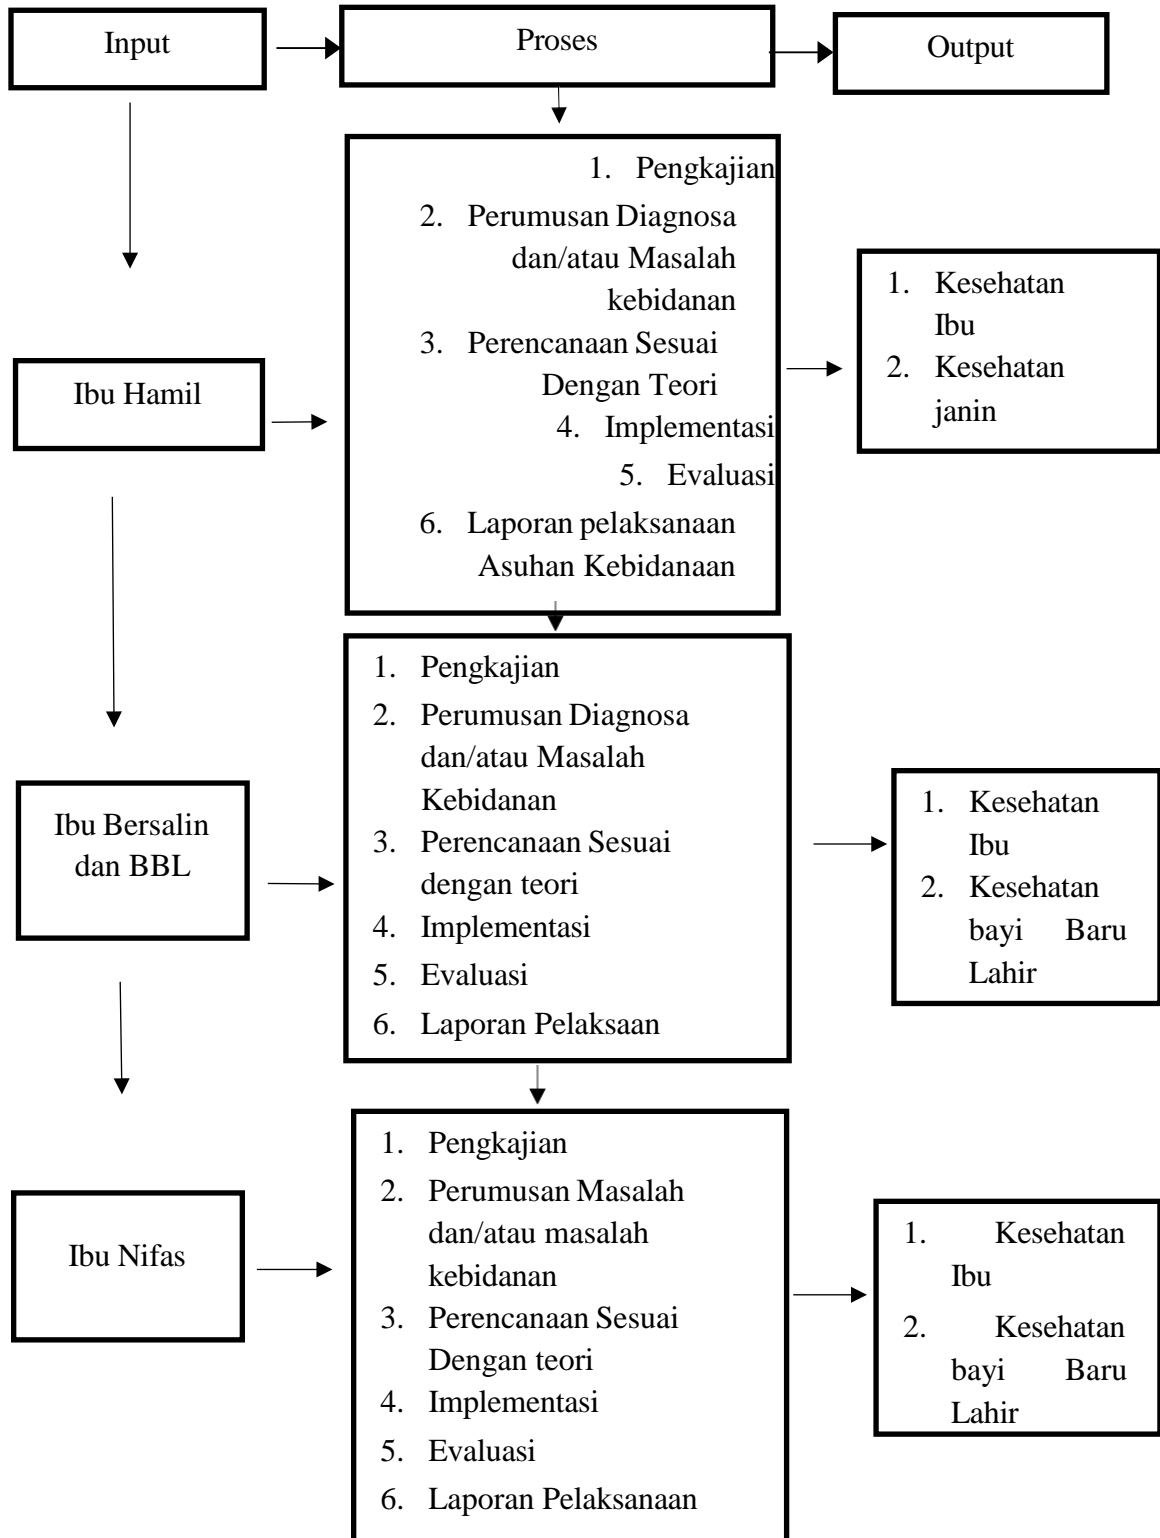 Input
Proses
Output
1. Pengkajian
2. Perumusan Diagnosa
dan/atau Masalah
kebidanan
3. Perencanaan Sesuai
Dengan Teori
4. Implementasi
5. Evaluasi
6. Laporan pelaksanaan
Asuhan Kebidanaan
Ibu Hamil
1. Kesehatan
Ibu
2. Kesehatan
janin
Ibu Bersalin
dan BBL
1. Pengkajian
2. Perumusan Diagnosa
dan/atau Masalah
Kebidanan
3. Perencanaan Sesuai
dengan teori
4. Implementasi
5. Evaluasi
6. Laporan Pelaksaan
1. Kesehatan
Ibu
2. Kesehatan
bayi Baru
Lahir
Ibu Nifas
1. Pengkajian
2. Perumusan Masalah
dan/atau masalah
kebidanan
3. Perencanaan Sesuai
Dengan teori
4. Implementasi
5. Evaluasi
6. Laporan Pelaksanaan
1. Kesehatan
Ibu
2. Kesehatan
bayi Baru
Lahir